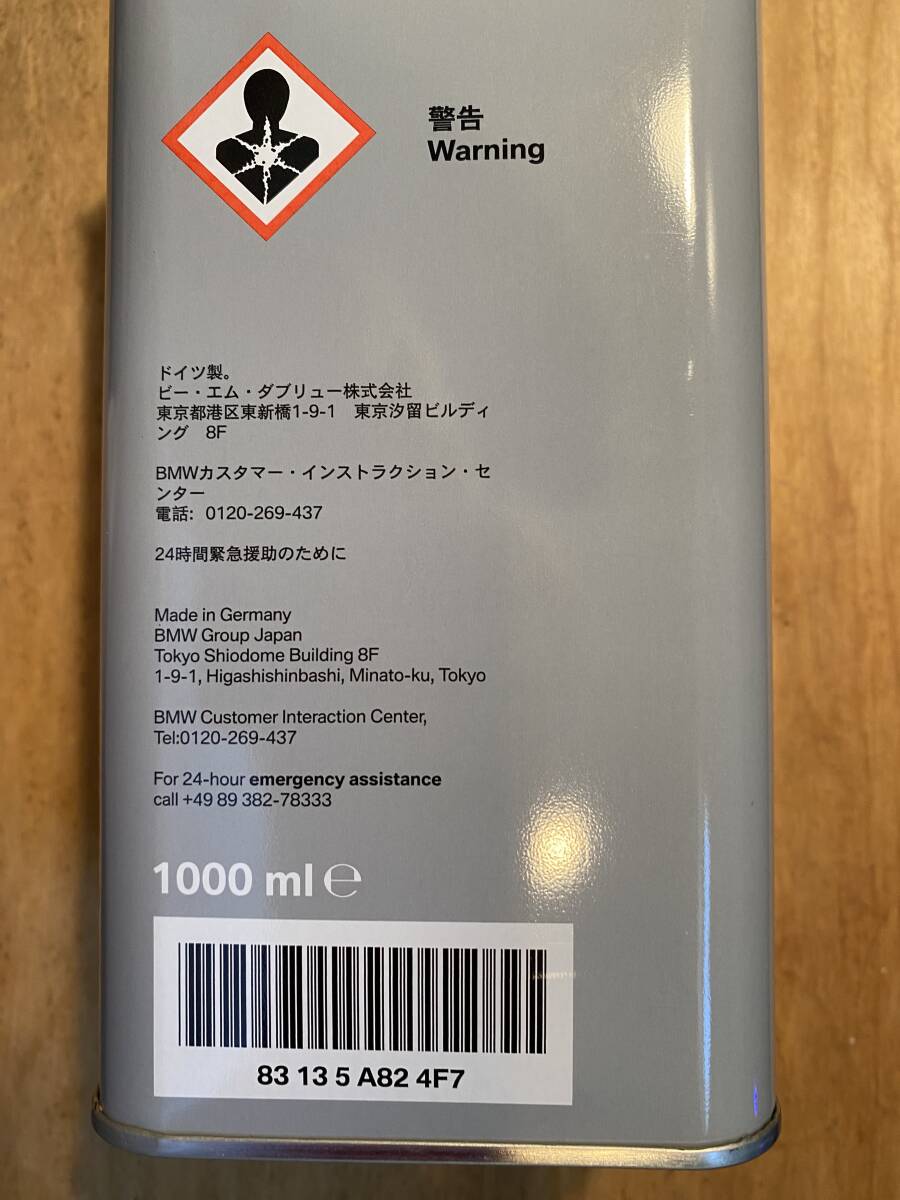 警告
Warning
ドイツ製。
ビー・エム・ダブリュー株式会社
東京都港区東新橋1-9-1　東京汐留ビルディ
ング　8F
BMWカスタマー・インストラクション・セ
ンター
電話: 0120-269-437
24時間緊急援助のために
Made in Germany
BMW Group Japan
Tokyo Shiodome Building 8F
1-9-1, Higashishinbashi, Minato-ku, Tokyo
BMW Customer Interaction Center,
Tel:0120-269-437
For 24-hour emergency assistance
call +49 89 382-78333
1000 ml ℮
83 13 5 A82 4F7